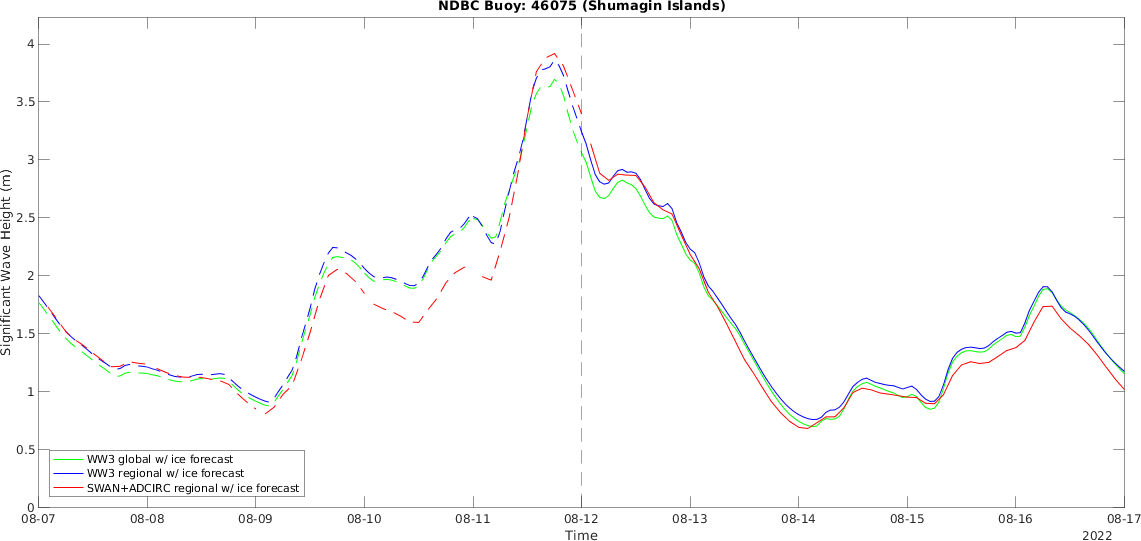 NDBC Buoy: 46075 (Shumagin Islands)
Significant Wave Height (m)
4
3.5
3
2.5
2
1.5
1
0.5
0
WW3 global w/ ice forecast
WW3 regional w/ ice forecast
SWAN+ADCIRC regional w/ ice forecast
08-07 08-08 08-09 08-10 08-11 08-12 08-13 08-14 08-15 08-16 08-17
Time
2022